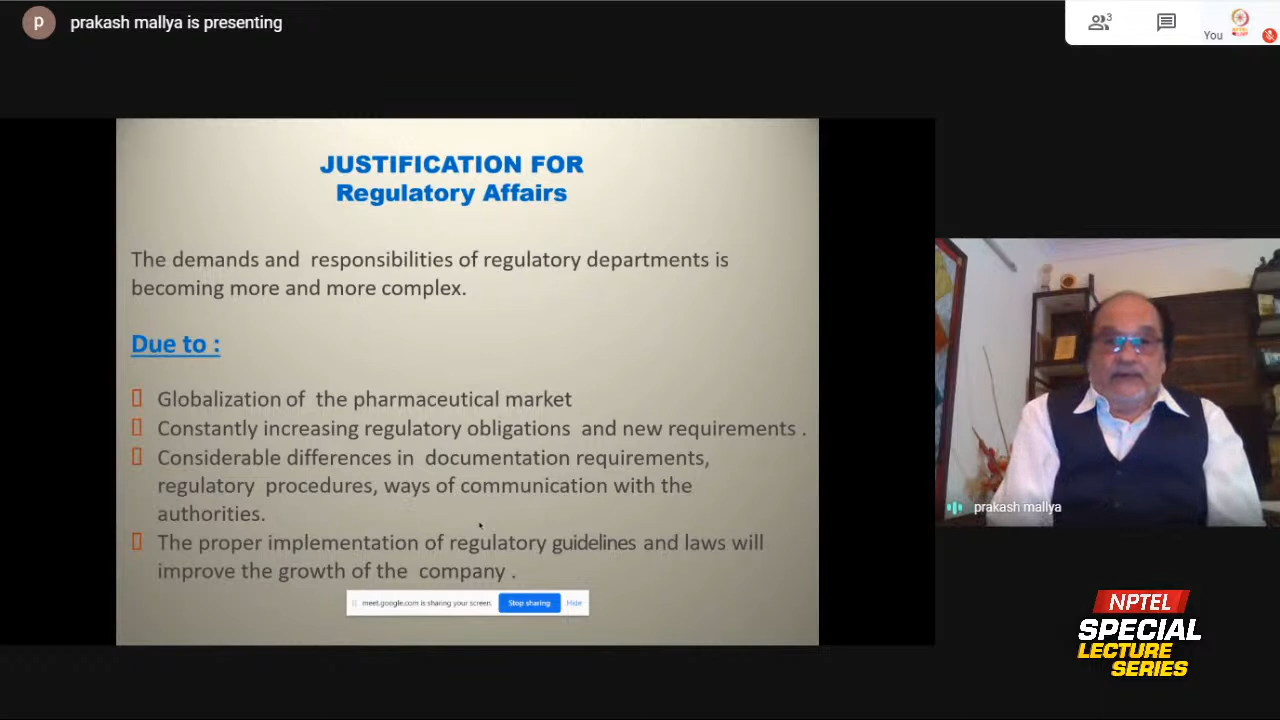 p
prakash mallya is presenting
3
You
JUSTIFICATION FOR
Regulatory Affairs
The demands and responsibilities of regulatory departments is
becoming more and more complex.
Due to :
Globalization of the pharmaceutical market
Constantly increasing regulatory obligations and new requirements .
Considerable differences in documentation requirements,
regulatory procedures, ways of communication with the
authorities.
The proper implementation of regulatory guidelines and laws will
improve the growth of the company .
meet.google.com is sharing your screen. Stop sharing Hide
prakash mallya
NPTEL
SPECIAL
LECTURE
SERIES